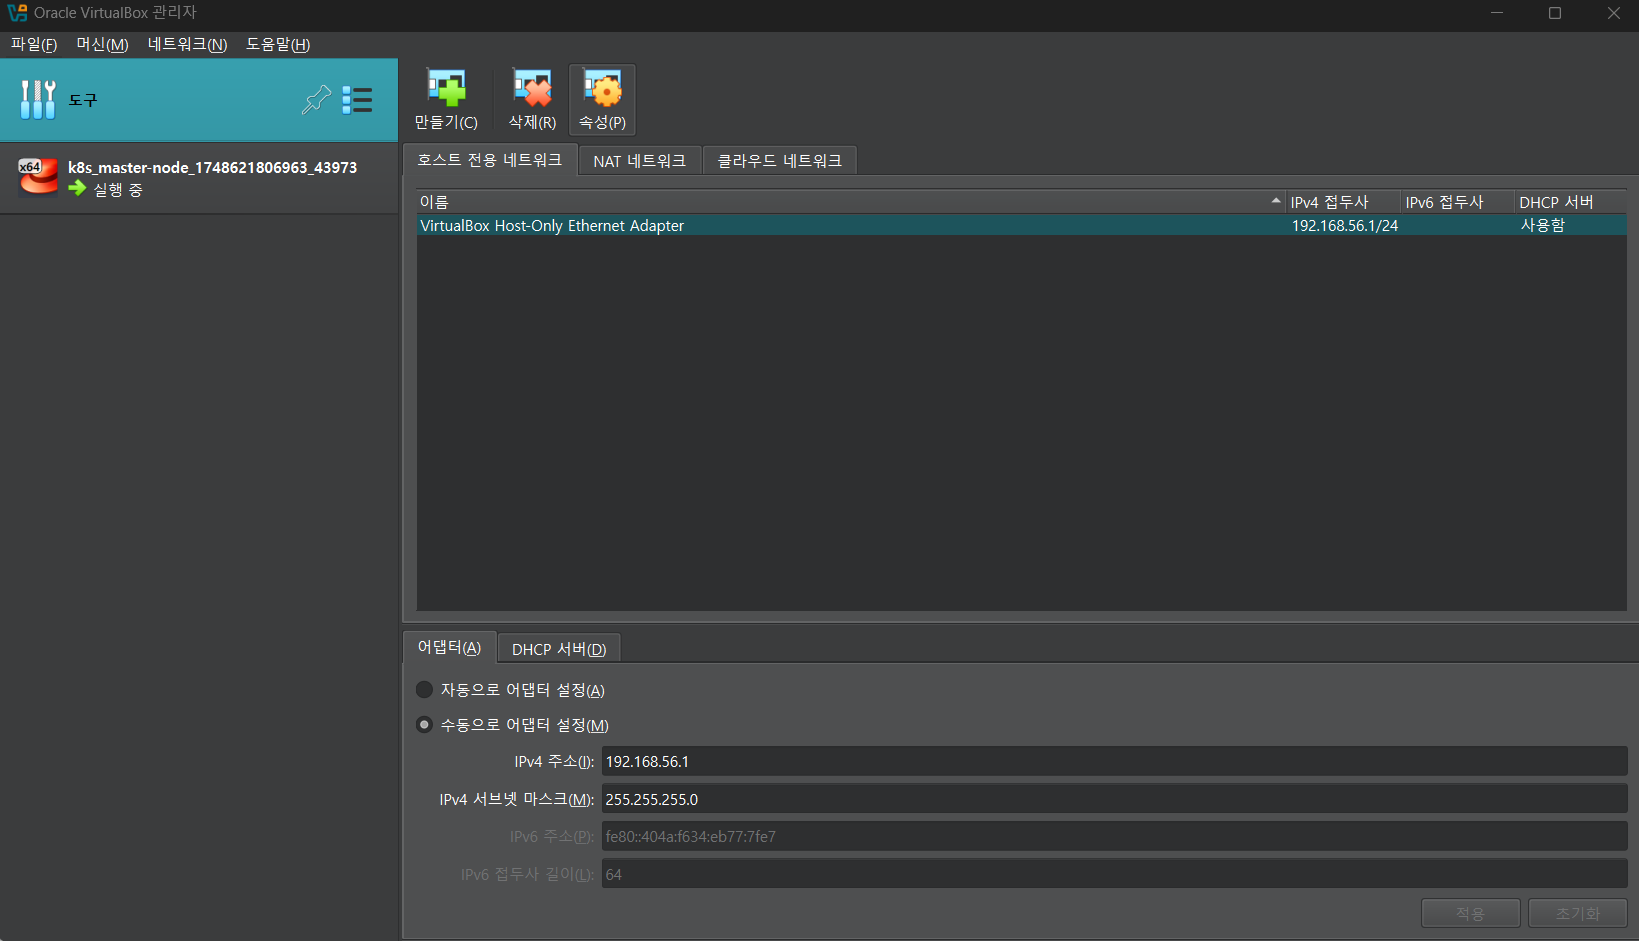 Oracle VirtualBox 관리자
파일(F) 머신(M) 네트워크(N) 도움말(H)
도구
x64
k8s_master-node_1748621806963_43973
실행 중
만들기(C) 삭제(R) 속성(P)
호스트 전용 네트워크 NAT 네트워크 클라우드 네트워크
이름 IPv4 접두사 IPv6 접두사 DHCP 서버
VirtualBox Host-Only Ethernet Adapter 192.168.56.1/24 사용함
어댑터(A) DHCP 서버(D)
자동으로 어댑터 설정(A)
수동으로 어댑터 설정(M)
IPv4 주소(I): 192.168.56.1
IPv4 서브넷 마스크(M): 255.255.255.0
IPv6 주소(P): fe80::404a:f634:eb77:7fe7
IPv6 접두사 길이(L): 64
적용 초기화